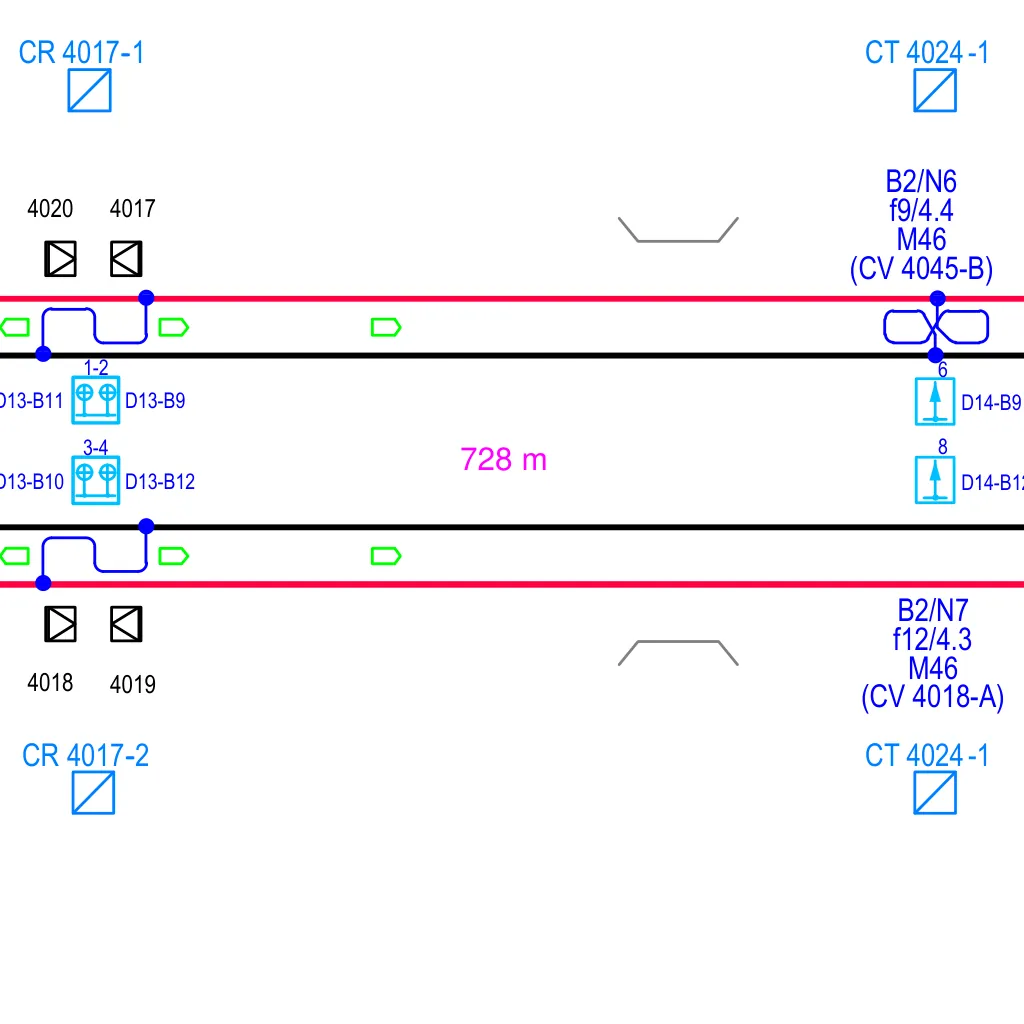 CR 4017-1
CT 4024 -1
B2/N6
f9/4.4
M46
(CV 4045-B)
4020
4017
1-2
6
D13-B11
D13-B9
D14-B9
3-4
8
728 m
D13-B10
D13-B12
D14-B12
B2/N7
f12/4.3
M46
(CV 4018-A)
4018
4019
CR 4017-2
CT 4024 -1